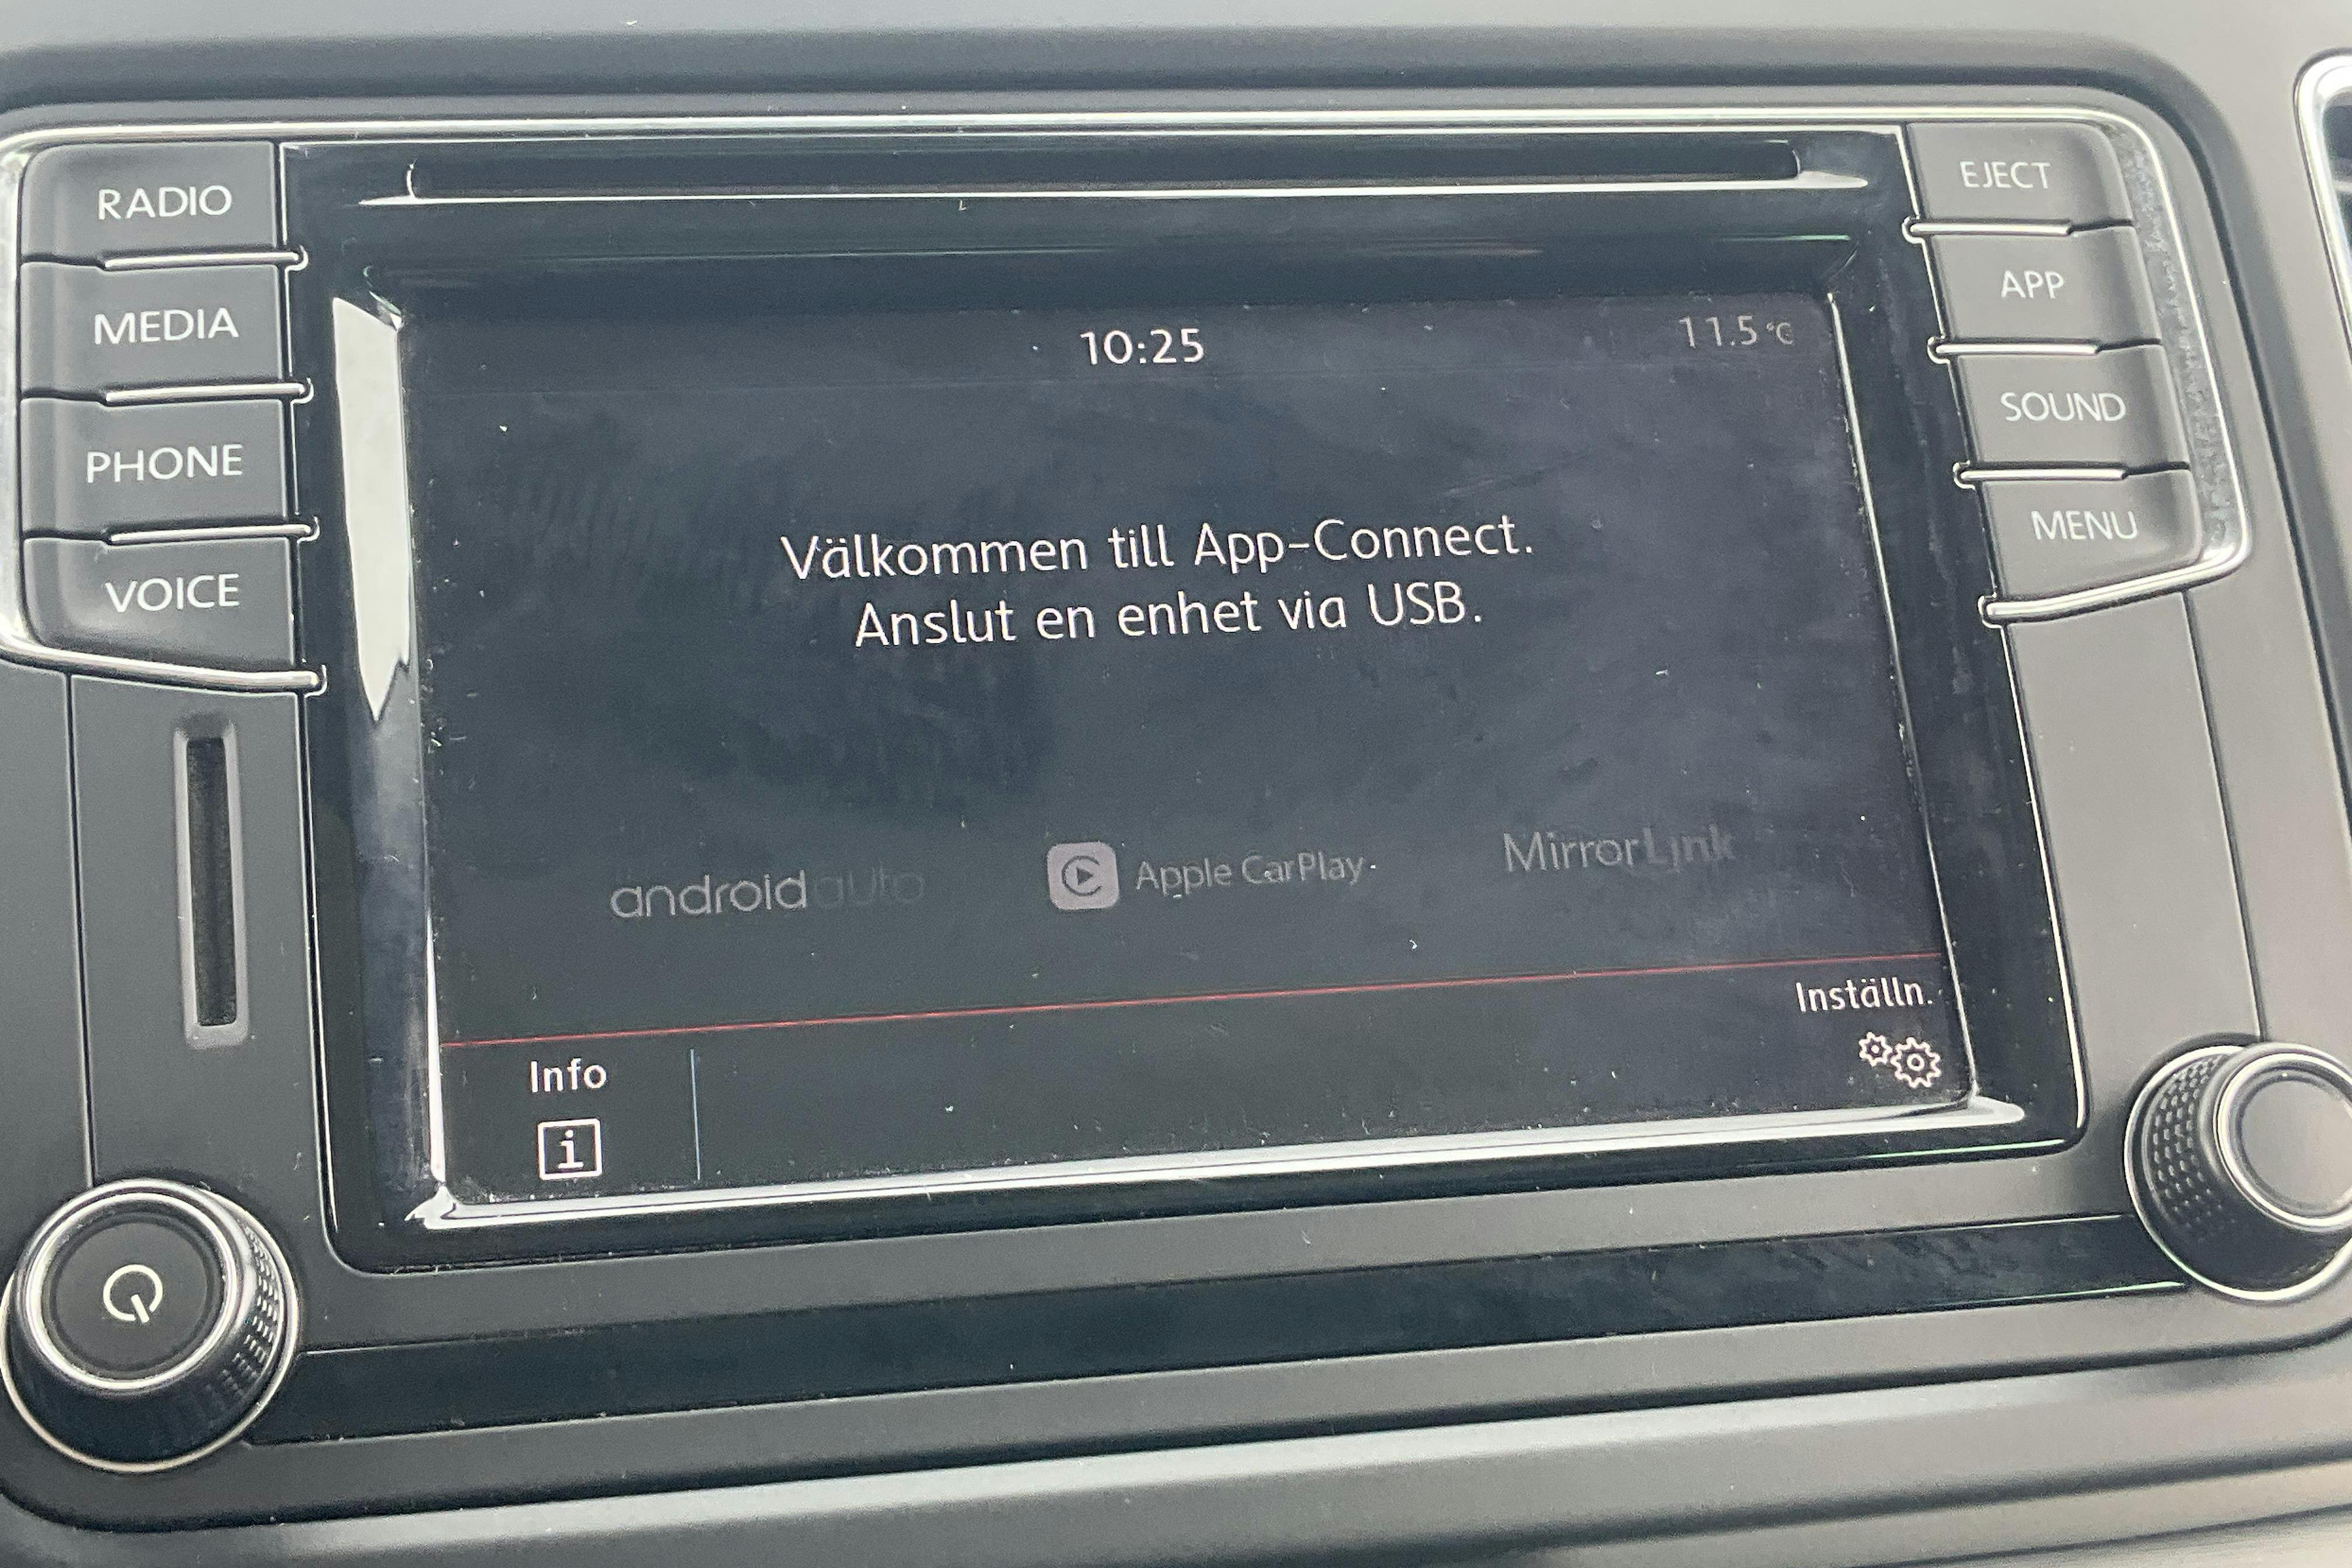 RADIO
MEDIA
PHONE
VOICE
EJECT
APP
SOUND
MENU
10:25
11.5 °C
Välkommen till App-Connect.
Anslut en enhet via USB.
androidauto
Apple CarPlay
MirrorLink
Info
i
Inställn.